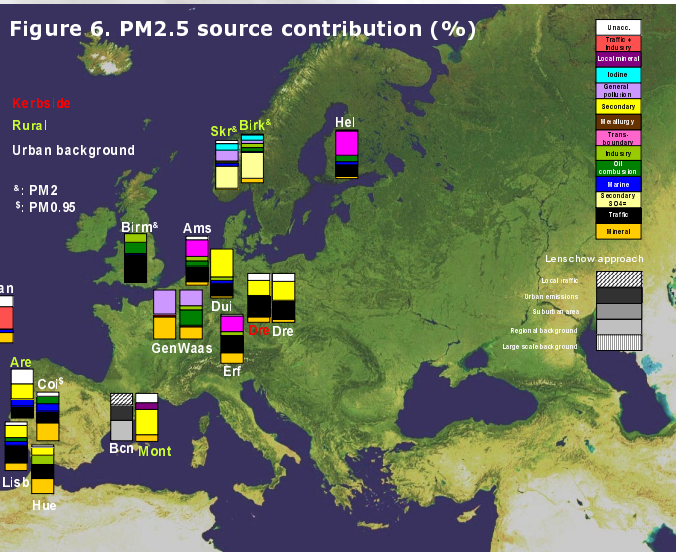 Figure 6. PM2.5 source contribution (%)
Kerbside
Rural
Urban background
&: PM2
$: PM0.95
Skr&
Birk&
Hel
Birm&
Ams
Dui
Gen
Waas
Dre
Dre
Erf
an
Are
Col$
Bcn
Mont
Lisb
Hue
Unacc.
Traffic +
Industry
Local mineral
Iodine
General
pollution
Secondary
Metallurgy
Trans-
boundary
Industry
Oil
combustion
Marine
Secondary
SO4=
Traffic
Mineral
Lenschow approach
Local traffic
Urban emissions
Suburban area
Regional background
Large scale background